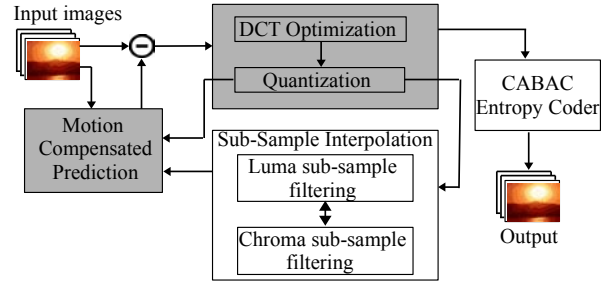 Input images
DCT Optimization
Quantization
CABAC
Entropy Coder
Motion
Compensated
Prediction
Sub-Sample Interpolation
Luma sub-sample
filtering
Chroma sub-sample
filtering
Output